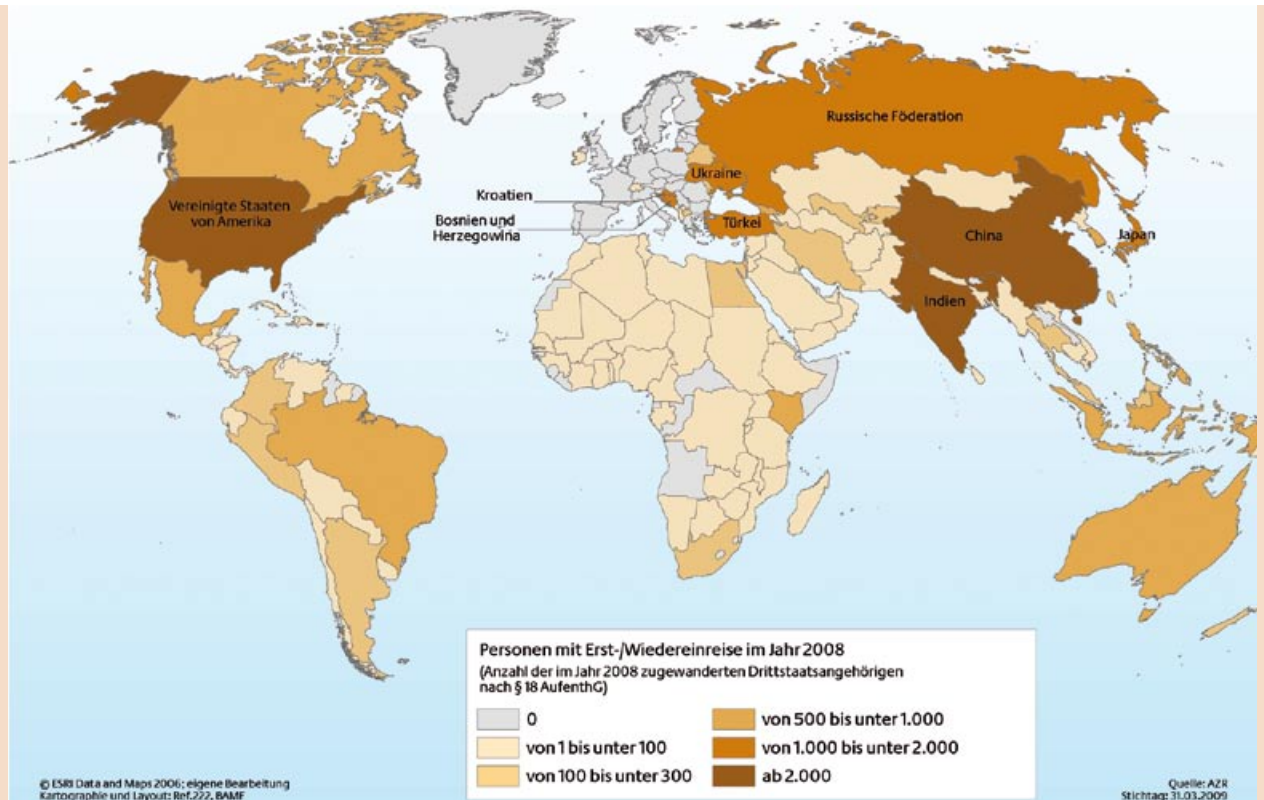 Russische Föderation
Ukraine
Kroatien
Vereinigte Staaten
von Amerika
Bosnien und
Herzegowina
Türkei
China
Japan
Indien
Personen mit Erst-/Wiedereinreise im Jahr 2008
(Anzahl der im Jahr 2008 zugewanderten Drittstaatsangehörigen
nach § 18 AufenthG)
0
von 1 bis unter 100
von 100 bis unter 300
von 500 bis unter 1.000
von 1.000 bis unter 2.000
ab 2.000
© ESRI Data and Maps 2006; eigene Bearbeitung
Kartographie und Layout: Ref.222, BAMF
Quelle: AZR
Stichtag: 31.03.2009